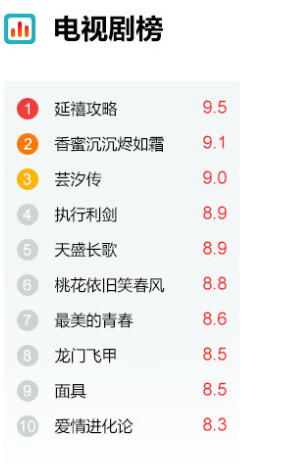 电视剧榜
1 延禧攻略 9.5
2 香蜜沉沉烬如霜 9.1
3 芸汐传 9.0
4 执行利剑 8.9
5 天盛长歌 8.9
6 桃花依旧笑春风 8.8
7 最美的青春 8.6
8 龙门飞甲 8.5
9 面具 8.5
10 爱情进化论 8.3